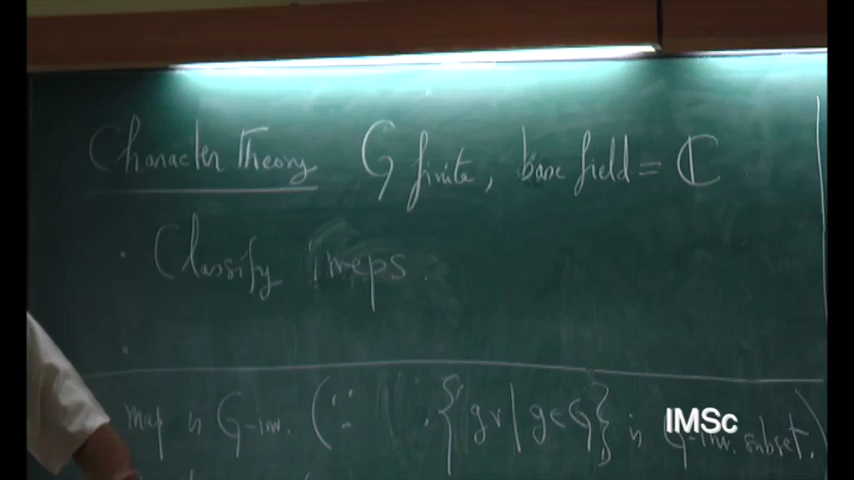 Character Theory G finite, base field = ℂ
· Classify irreps.
·
map is G-inv. (∵ {gv | g ∈ G} is G-inv. subset.)
IMSc